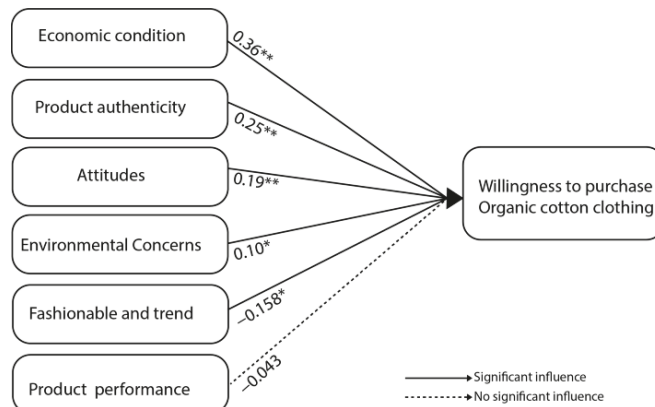 Economic condition
0.36**
Product authenticity
0.25**
Attitudes
0.19**
Willingness to purchase
Organic cotton clothing
Environmental Concerns
0.10*
Fashionable and trend
–0.158*
Product performance
–0.043
Significant influence
No significant influence